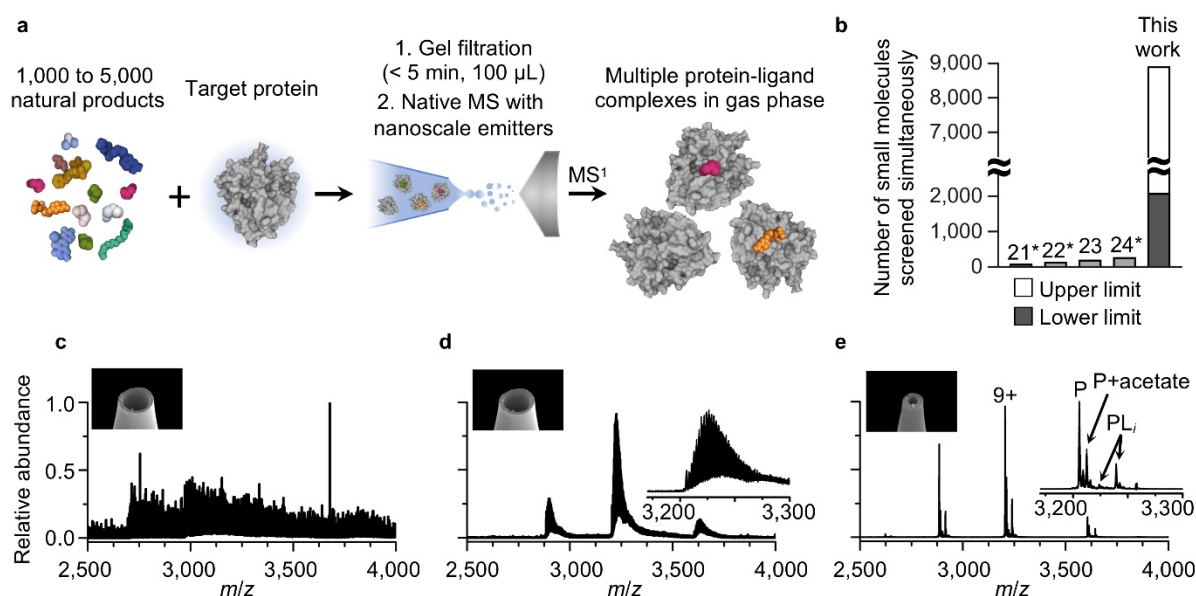 a
1,000 to 5,000
natural products
Target protein
1. Gel filtration
(< 5 min, 100 µL)
2. Native MS with
nanoscale emitters
MS¹
Multiple protein-ligand
complexes in gas phase
b
This
work
Number of small molecules
screened simultaneously
9,000
8,000
7,000
2,000
1,000
0
21*
22*
23
24*
Upper limit
Lower limit
c
Relative abundance
1.0
0.5
0.0
2,500
3,000
3,500
4,000
m/z
d
3,200
3,300
2,500
3,000
3,500
4,000
m/z
e
9+
P
P+acetate
PLi
3,200
3,300
2,500
3,000
3,500
4,000
m/z